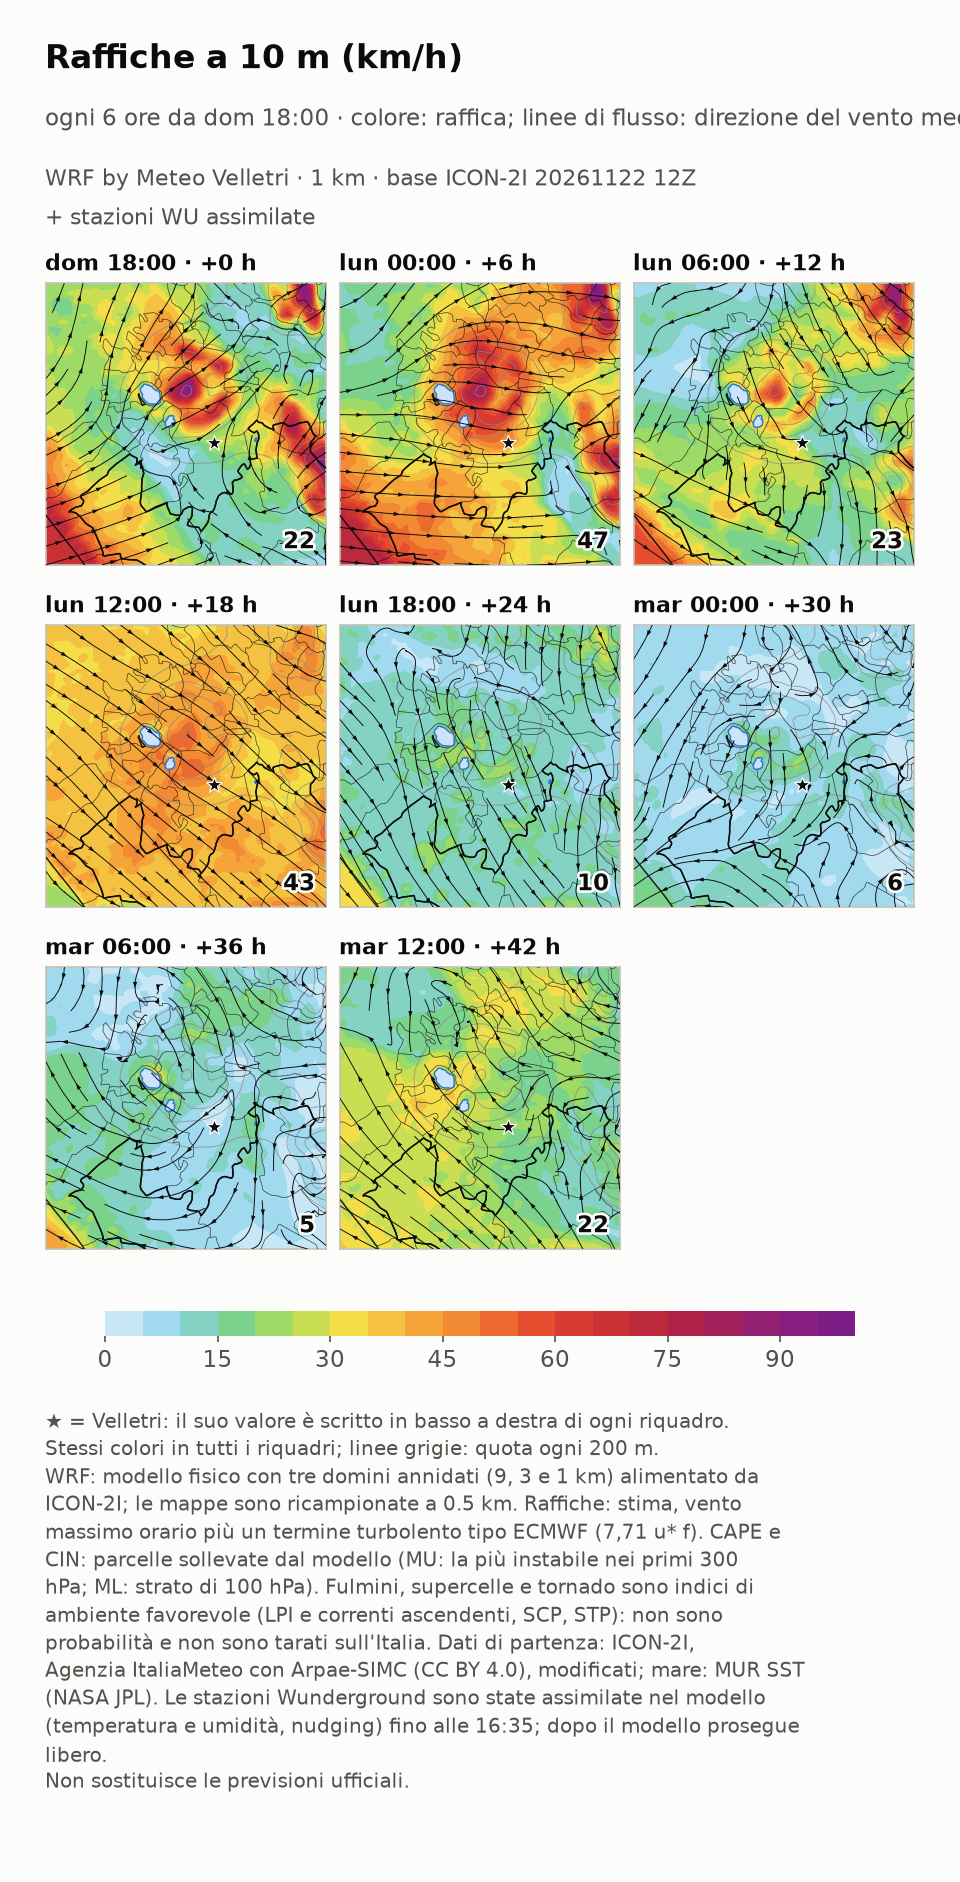 Raffiche a 10 m (km/h)
ogni 6 ore da dom 18:00 · colore: raffica; linee di flusso: direzione del vento
WRF by Meteo Velletri · 1 km · base ICON-2I 20261122 12Z
+ stazioni WU assimilate
dom 18:00 · +0 h
lun 00:00 · +6 h
lun 06:00 · +12 h
22
47
23
lun 12:00 · +18 h
lun 18:00 · +24 h
mar 00:00 · +30 h
43
10
6
mar 06:00 · +36 h
mar 12:00 · +42 h
5
22
0 15 30 45 60 75 90
★ = Velletri: il suo valore è scritto in basso a destra di ogni riquadro.
Stessi colori in tutti i riquadri; linee grigie: quota ogni 200 m.
WRF: modello fisico con tre domini annidati (9, 3 e 1 km) alimentato da
ICON-2I; le mappe sono ricampionate a 0.5 km. Raffiche: stima, vento
massimo orario più un termine turbolento tipo ECMWF (7,71 u* f). CAPE e
CIN: parcelle sollevate dal modello (MU: la più instabile nei primi 300
hPa; ML: strato di 100 hPa). Fulmini, supercelle e tornado sono indici di
ambiente favorevole (LPI e correnti ascendenti, SCP, STP): non sono
probabilità e non sono tarati sull'Italia. Dati di partenza: ICON-2I,
Agenzia ItaliaMeteo con Arpae-SIMC (CC BY 4.0), modificati; mare: MUR SST
(NASA JPL). Le stazioni Wunderground sono state assimilate nel modello
(temperatura e umidità, nudging) fino alle 16:35; dopo il modello prosegue
libero.
Non sostituisce le previsioni ufficiali.